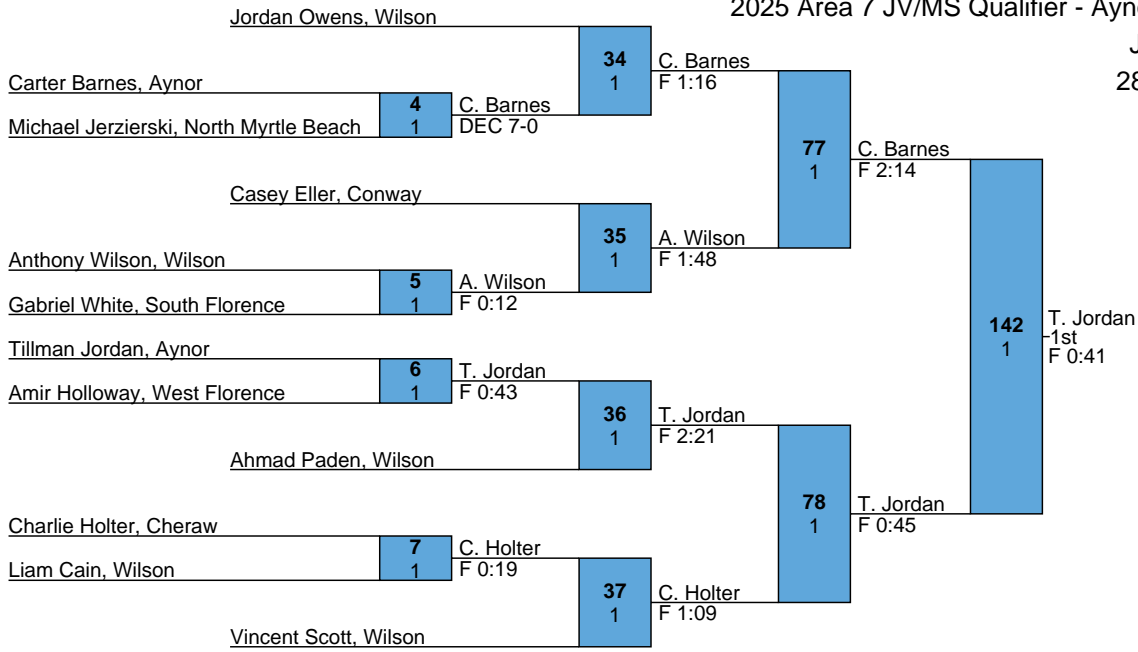 2025 Area 7 JV/MS Qualifier - Ayn
J
28
Jordan Owens, Wilson
34
1
C. Barnes
F 1:16
Carter Barnes, Aynor
4
1
C. Barnes
DEC 7-0
Michael Jerzierski, North Myrtle Beach
77
1
C. Barnes
F 2:14
Casey Eller, Conway
35
1
A. Wilson
F 1:48
Anthony Wilson, Wilson
5
1
A. Wilson
F 0:12
Gabriel White, South Florence
142
1
T. Jordan
1st
F 0:41
Tillman Jordan, Aynor
6
1
T. Jordan
F 0:43
Amir Holloway, West Florence
36
1
T. Jordan
F 2:21
Ahmad Paden, Wilson
78
1
T. Jordan
F 0:45
Charlie Holter, Cheraw
7
1
C. Holter
F 0:19
Liam Cain, Wilson
37
1
C. Holter
F 1:09
Vincent Scott, Wilson